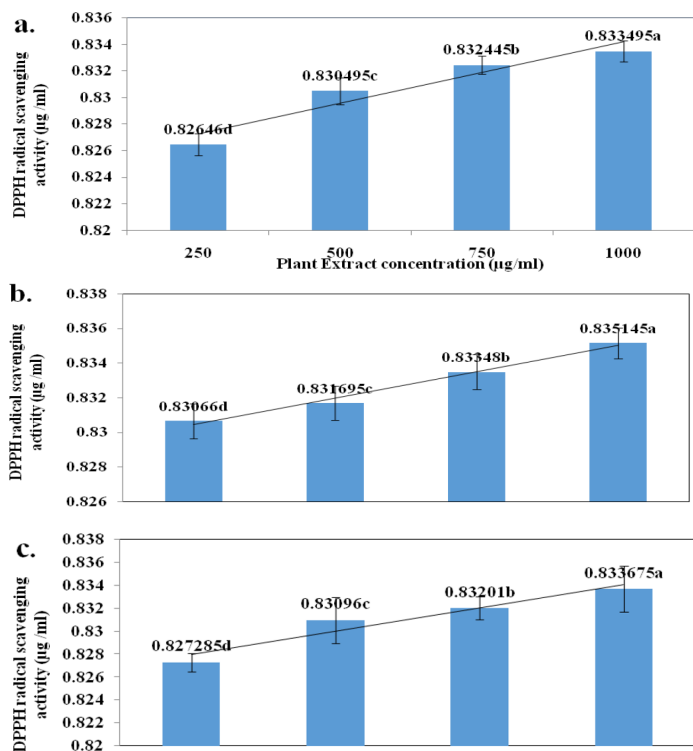 a.
DPPH radical scavenging
activity (µg /ml)
0.836
0.834
0.832
0.83
0.828
0.826
0.824
0.822
0.82
0.82646d
0.830495c
0.832445b
0.833495a
250 500 750 1000
Plant Extract concentration (µg/ml)
b.
DPPH radical scavenging
activity (µg /ml)
0.838
0.836
0.834
0.832
0.83
0.828
0.826
0.83066d
0.831695c
0.83348b
0.835145a
c.
DPPH radical scavenging
activity (µg /ml)
0.838
0.836
0.834
0.832
0.83
0.828
0.826
0.824
0.822
0.82
0.827285d
0.83096c
0.83201b
0.833675a